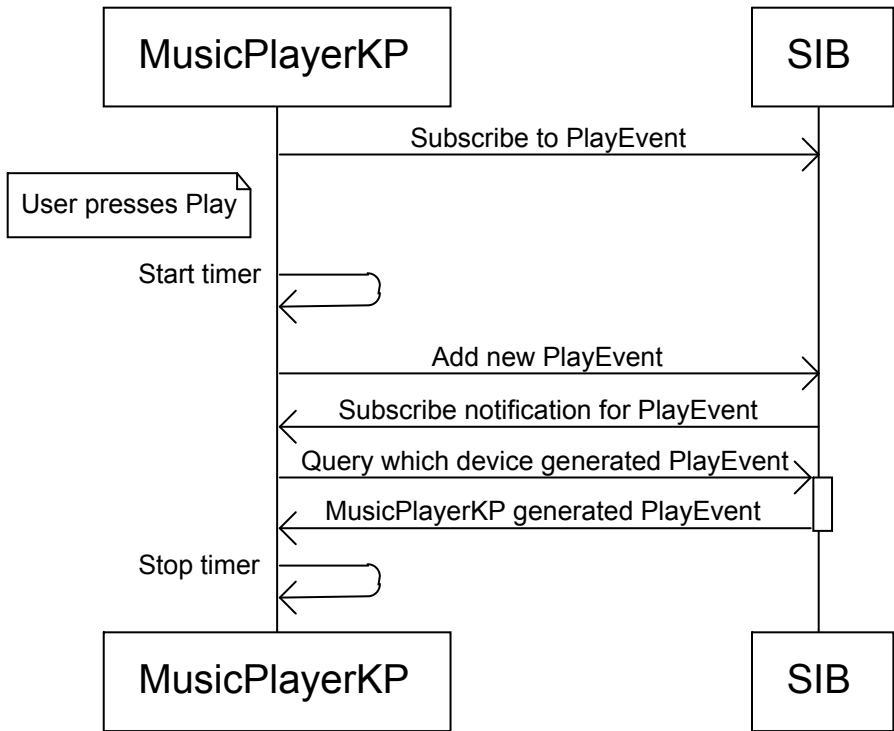 MusicPlayerKP
SIB
Subscribe to PlayEvent
User presses Play
Start timer
Add new PlayEvent
Subscribe notification for PlayEvent
Query which device generated PlayEvent
MusicPlayerKP generated PlayEvent
Stop timer
MusicPlayerKP
SIB